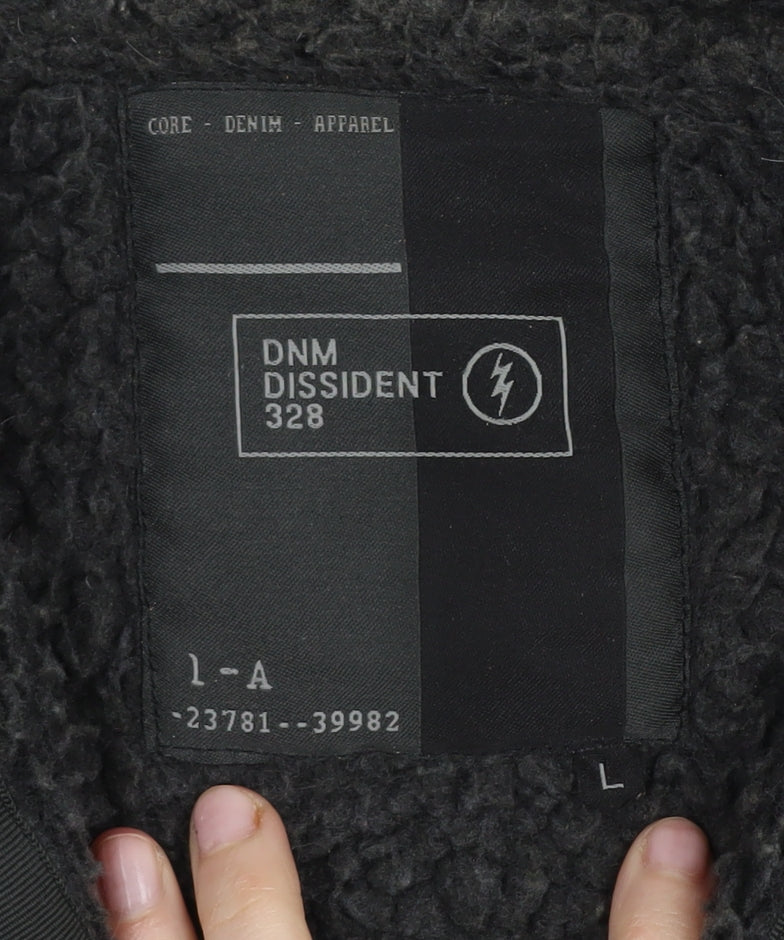 CORE - DENIM - APPAREL
DNM
DISSIDENT
328
1-A
-23781--39982
L